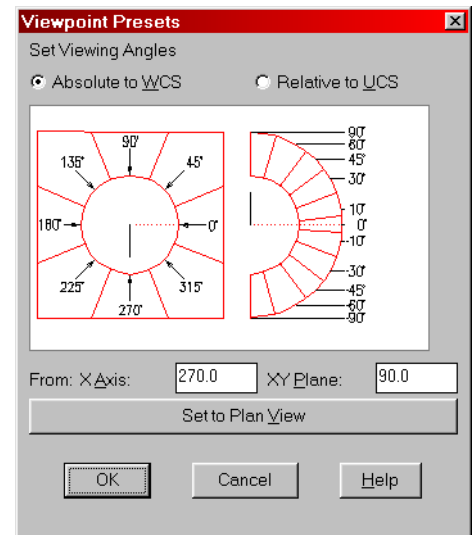 Viewpoint Presets
Set Viewing Angles
Absolute to WCS
Relative to UCS
90°
135°
45°
180°
0°
225°
315°
270°
90°
60°
45°
30°
10°
0°
-10°
-30°
-45°
-60°
-90°
From: X Axis: 270.0 XY Plane: 90.0
Set to Plan View
OK Cancel Help